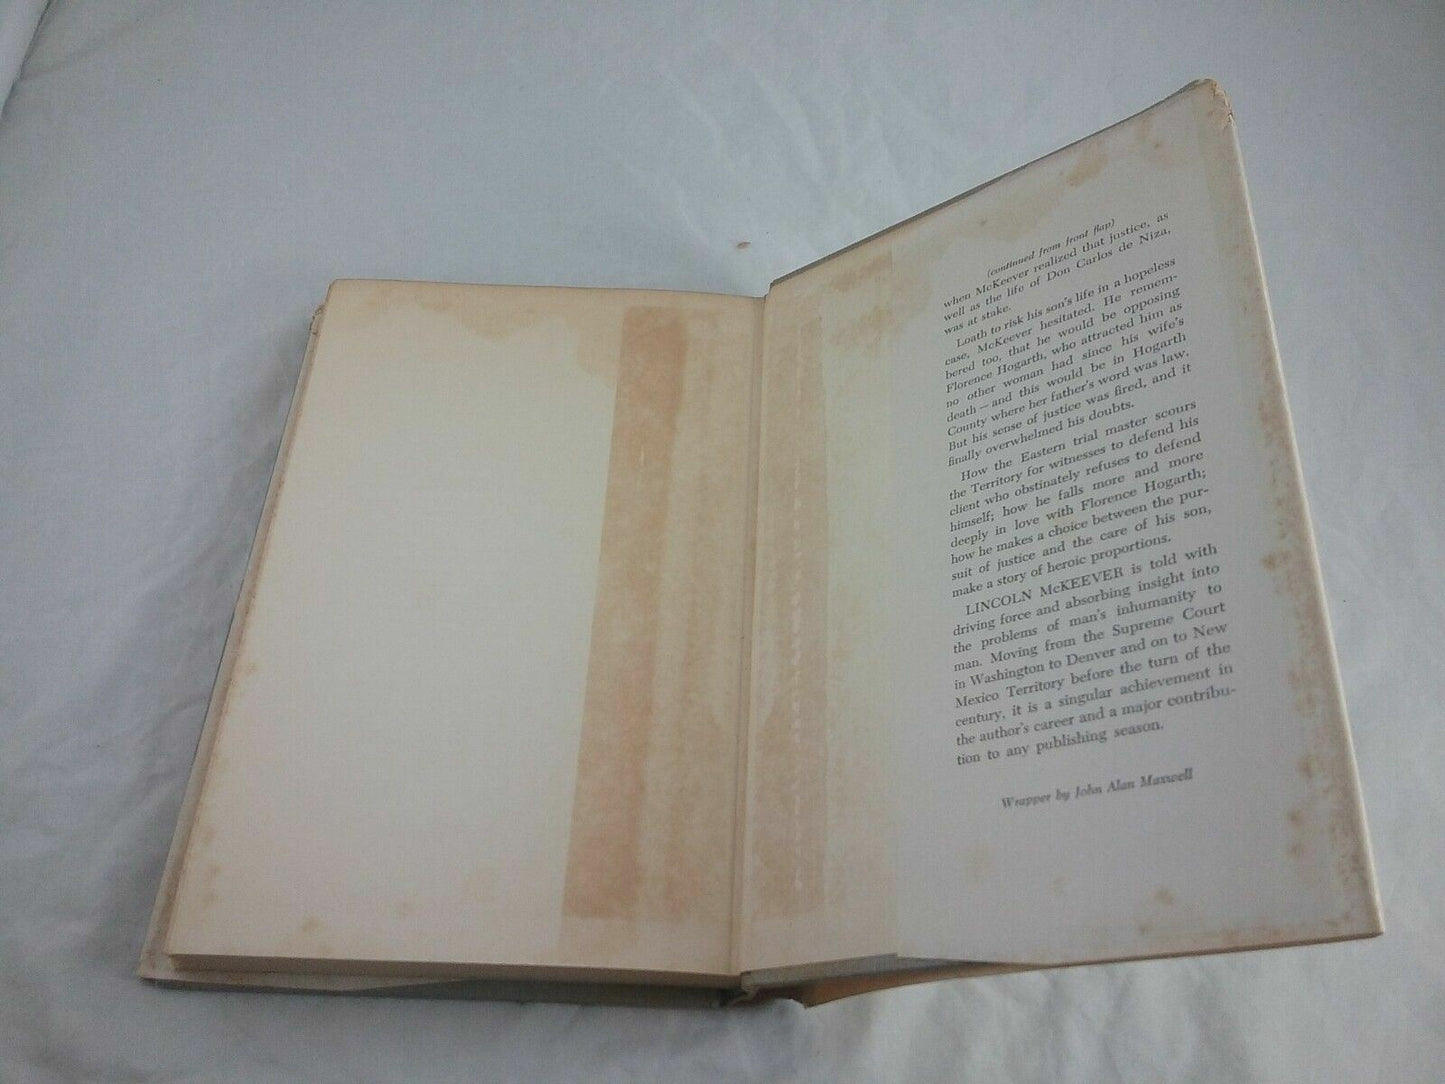 (continued from front flap)
when McKeever realized that justice, as
well as the life of Don Carlos de Niza,
was at stake.
Loath to risk his son's life in a hopeless
case, McKeever hesitated. He remem-
bered too, that he would be opposing
Florence Hogarth, who attracted him as
no other woman had since his wife's
death — and this would be in Hogarth
County where her father's word was law.
But his sense of justice was fired, and it
finally overwhelmed his doubts.
How the Eastern trial master scours
the Territory for witnesses to defend his
client who obstinately refuses to defend
himself; how he falls more and more
deeply in love with Florence Hogarth;
how he makes a choice between the pur-
suit of justice and the care of his son,
make a story of heroic proportions.
LINCOLN McKEEVER is told with
driving force and absorbing insight into
the problems of man's inhumanity to
man. Moving from the Supreme Court
in Washington to Denver and on to New
Mexico Territory before the turn of the
century, it is a singular achievement in
the author's career and a major contribu-
tion to any publishing season.
Wrapper by John Alan Maxwell